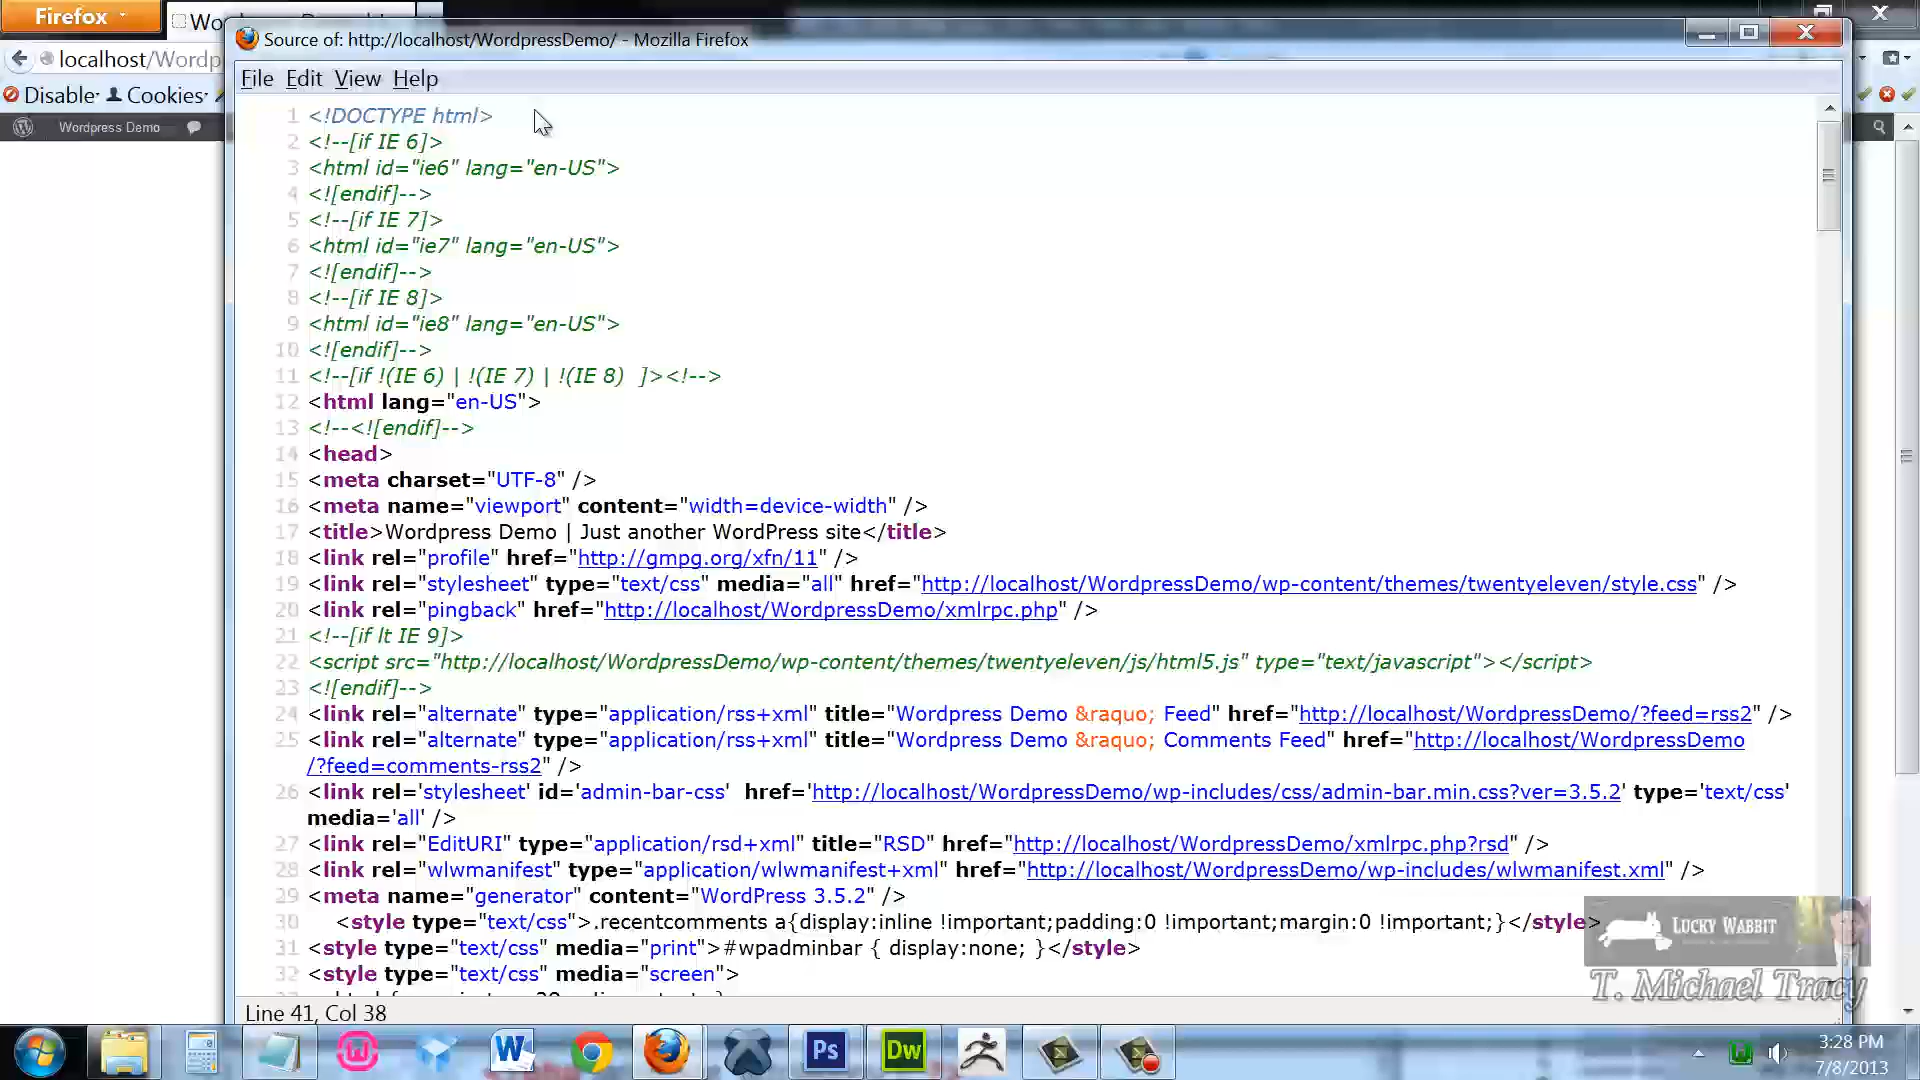 Firefox
Source of: http://localhost/WordpressDemo/ - Mozilla Firefox
localhost/Wordp
File Edit View Help
Disable Cookies
Wordpress Demo
1 <!DOCTYPE html>
2 <!--[if IE 6]>
3 <html id="ie6" lang="en-US">
4 <![endif]-->
5 <!--[if IE 7]>
6 <html id="ie7" lang="en-US">
7 <![endif]-->
8 <!--[if IE 8]>
9 <html id="ie8" lang="en-US">
10 <![endif]-->
11 <!--[if !(IE 6) | !(IE 7) | !(IE 8)  ]><!-->
12 <html lang="en-US">
13 <!--<![endif]-->
14 <head>
15 <meta charset="UTF-8" />
16 <meta name="viewport" content="width=device-width" />
17 <title>Wordpress Demo | Just another WordPress site</title>
18 <link rel="profile" href="http://gmpg.org/xfn/11" />
19 <link rel="stylesheet" type="text/css" media="all" href="http://localhost/WordpressDemo/wp-content/themes/twentyeleven/style.css" />
20 <link rel="pingback" href="http://localhost/WordpressDemo/xmlrpc.php" />
21 <!--[if lt IE 9]>
22 <script src="http://localhost/WordpressDemo/wp-content/themes/twentyeleven/js/html5.js" type="text/javascript"></script>
23 <![endif]-->
24 <link rel="alternate" type="application/rss+xml" title="Wordpress Demo &raquo; Feed" href="http://localhost/WordpressDemo/?feed=rss2" />
25 <link rel="alternate" type="application/rss+xml" title="Wordpress Demo &raquo; Comments Feed" href="http://localhost/WordpressDemo
/?feed=comments-rss2" />
26 <link rel='stylesheet' id='admin-bar-css'  href='http://localhost/WordpressDemo/wp-includes/css/admin-bar.min.css?ver=3.5.2' type='text/css'
media='all' />
27 <link rel="EditURI" type="application/rsd+xml" title="RSD" href="http://localhost/WordpressDemo/xmlrpc.php?rsd" />
28 <link rel="wlwmanifest" type="application/wlwmanifest+xml" href="http://localhost/WordpressDemo/wp-includes/wlwmanifest.xml" />
29 <meta name="generator" content="WordPress 3.5.2" />
30 <style type="text/css">.recentcomments a{display:inline !important;padding:0 !important;margin:0 !important;}</style>
31 <style type="text/css" media="print">#wpadminbar { display:none; }</style>
32 <style type="text/css" media="screen">
LUCKY WABBIT
T. Michael Tracy
Line 41, Col 38
W
Ps
Dw
3:28 PM
7/8/2013